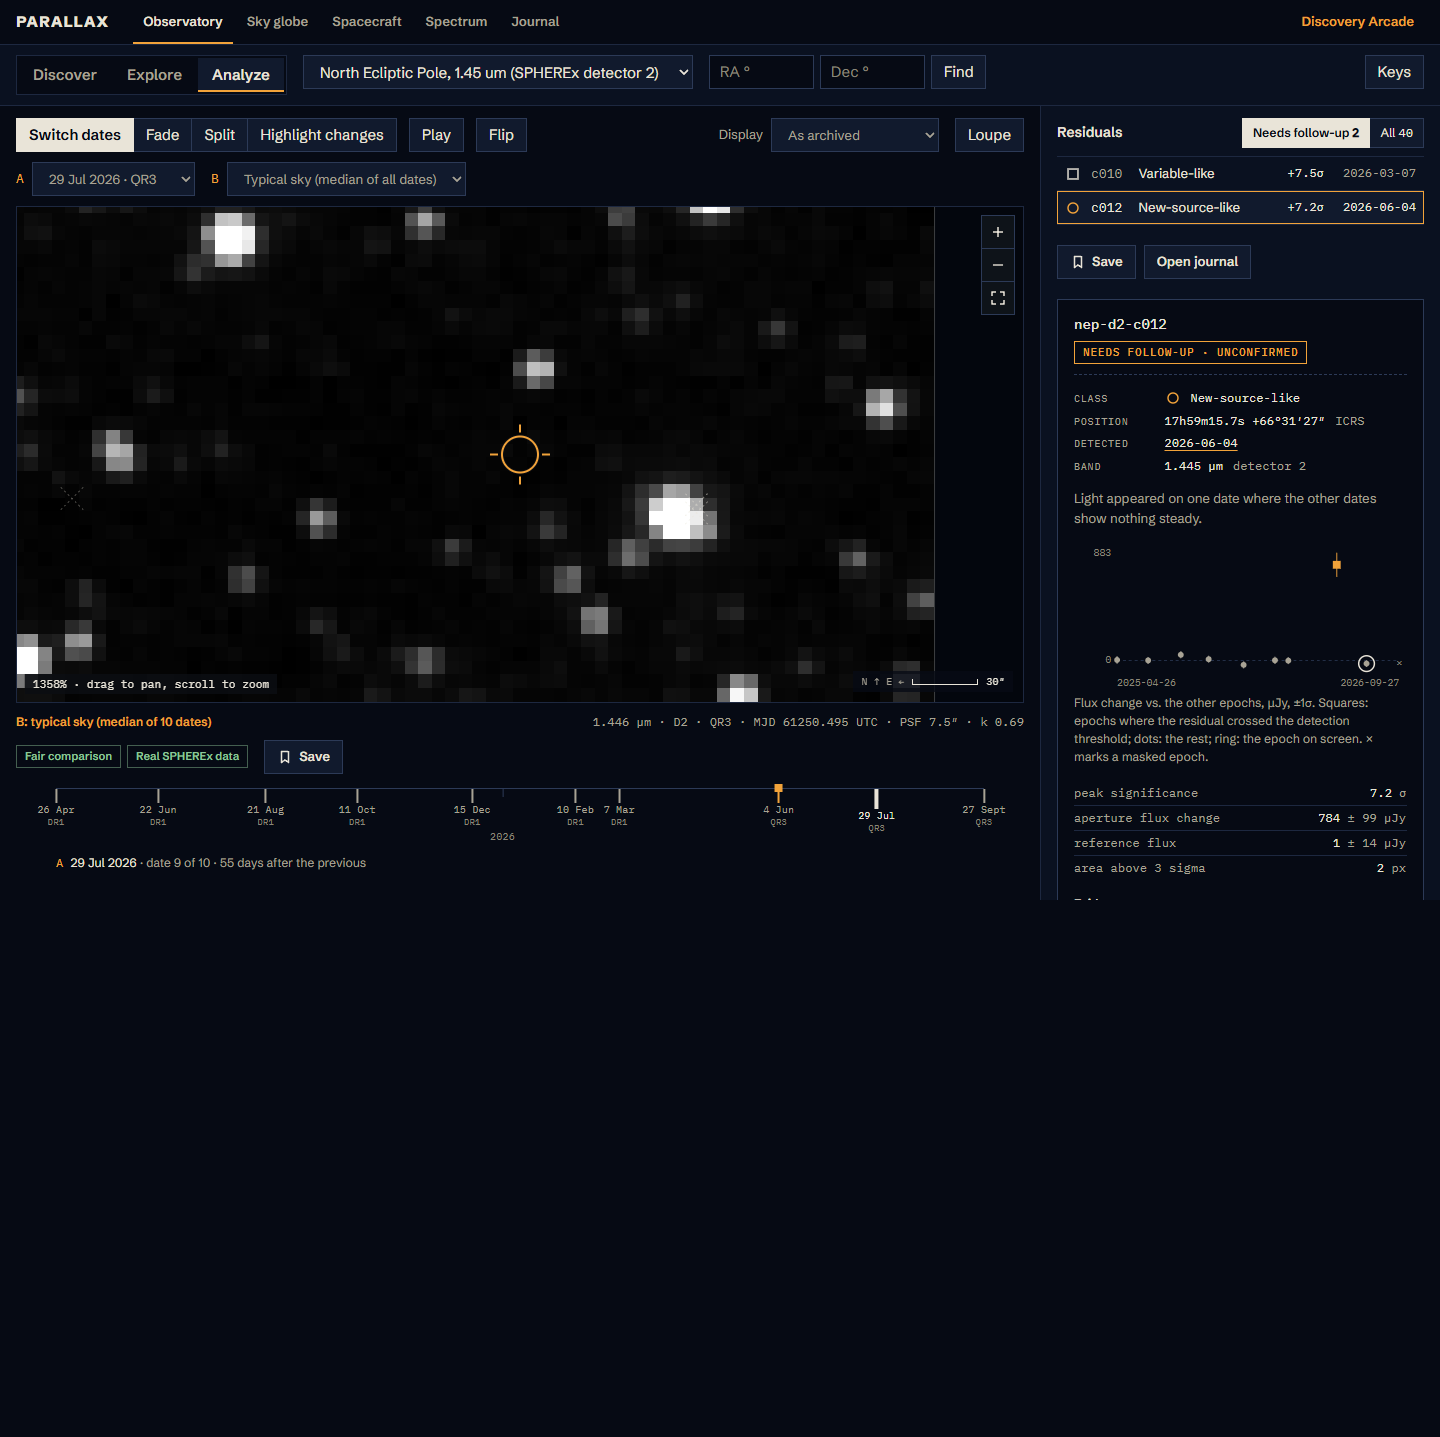 PARALLAX Observatory Sky globe Spacecraft Spectrum Journal Discovery Arcade
Discover Explore Analyze North Ecliptic Pole, 1.45 um (SPHEREx detector 2) RA ° Dec ° Find Keys
Switch dates Fade Split Highlight changes Play Flip Display As archived Loupe
A 29 Jul 2026 · QR3 B Typical sky (median of all dates)
+
−
1358% · drag to pan, scroll to zoom
N ↑ E ← 30″
B: typical sky (median of 10 dates) 1.446 µm · D2 · QR3 · MJD 61250.495 UTC · PSF 7.5″ · k 0.69
Fair comparison Real SPHEREx data Save
26 Apr 22 Jun 21 Aug 11 Oct 15 Dec 10 Feb 7 Mar 4 Jun 29 Jul 27 Sept
DR1 DR1 DR1 DR1 DR1 DR1 DR1 QR3 QR3 QR3
2026
A 29 Jul 2026 · date 9 of 10 · 55 days after the previous
Residuals Needs follow-up 2 All 40
c010 Variable-like +7.5σ 2026-03-07
c012 New-source-like +7.2σ 2026-06-04
Save Open journal
nep-d2-c012
NEEDS FOLLOW-UP · UNCONFIRMED
CLASS New-source-like
POSITION 17h59m15.7s +66°31′27″ ICRS
DETECTED 2026-06-04
BAND 1.445 µm detector 2
Light appeared on one date where the other dates
show nothing steady.
883
0
×
2025-04-26 2026-09-27
Flux change vs. the other epochs, µJy, ±1σ. Squares:
epochs where the residual crossed the detection
threshold; dots: the rest; ring: the epoch on screen. ×
marks a masked epoch.
peak significance 7.2 σ
aperture flux change 784 ± 99 µJy
reference flux 1 ± 14 µJy
area above 3 sigma 2 px